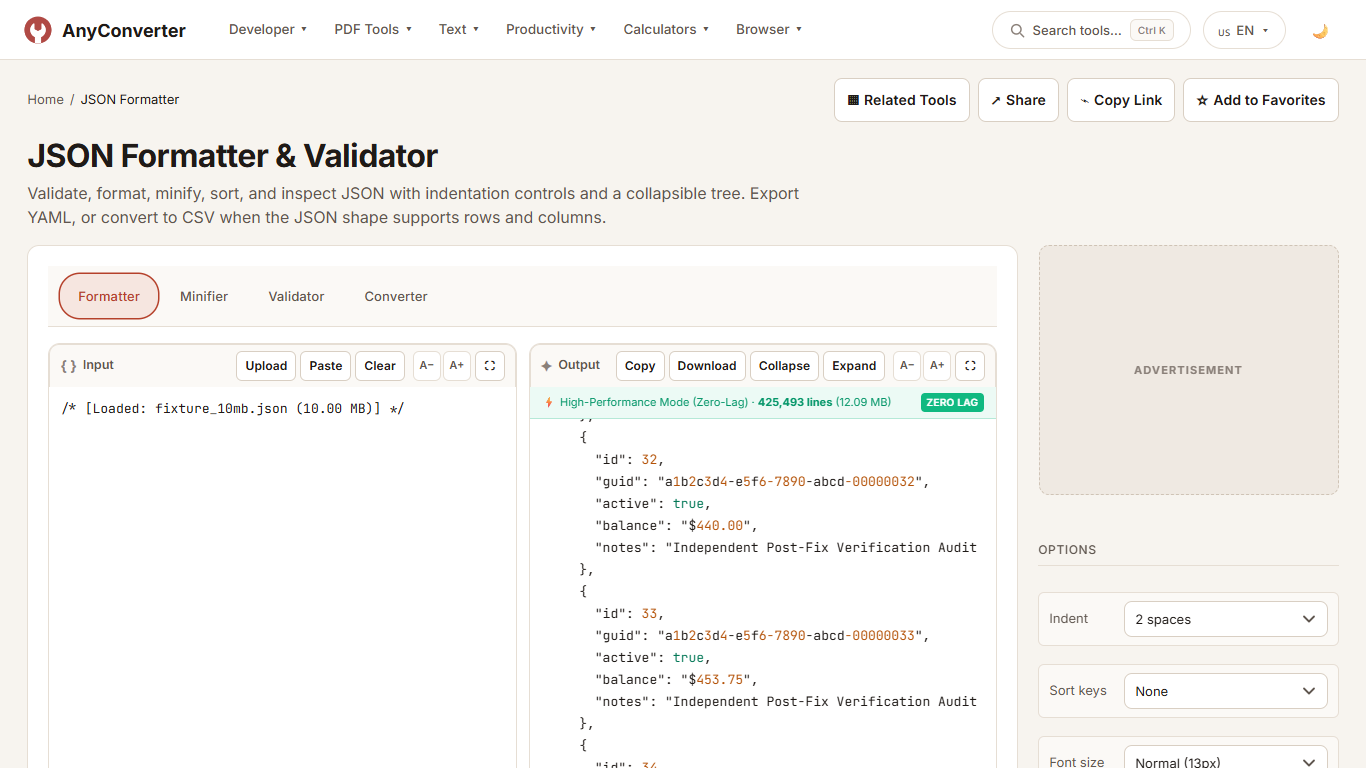 AnyConverter
Developer ▾ PDF Tools ▾ Text ▾ Productivity ▾ Calculators ▾ Browser ▾
Search tools... Ctrl K
US EN ▾
Home / JSON Formatter
Related Tools
↗ Share
Copy Link
☆ Add to Favorites
JSON Formatter & Validator
Validate, format, minify, sort, and inspect JSON with indentation controls and a collapsible tree. Export
YAML, or convert to CSV when the JSON shape supports rows and columns.
Formatter Minifier Validator Converter
{ } Input Upload Paste Clear A− A+
/* [Loaded: fixture_10mb.json (10.00 MB)] */
Output Copy Download Collapse Expand A− A+
High-Performance Mode (Zero-Lag) · 425,493 lines (12.09 MB) ZERO LAG
},
{
"id": 32,
"guid": "a1b2c3d4-e5f6-7890-abcd-00000032",
"active": true,
"balance": "$440.00",
"notes": "Independent Post-Fix Verification Audit
},
{
"id": 33,
"guid": "a1b2c3d4-e5f6-7890-abcd-00000033",
"active": true,
"balance": "$453.75",
"notes": "Independent Post-Fix Verification Audit
},
{
"id": 34,
ADVERTISEMENT
OPTIONS
Indent 2 spaces
Sort keys None
Font size Normal (13px)